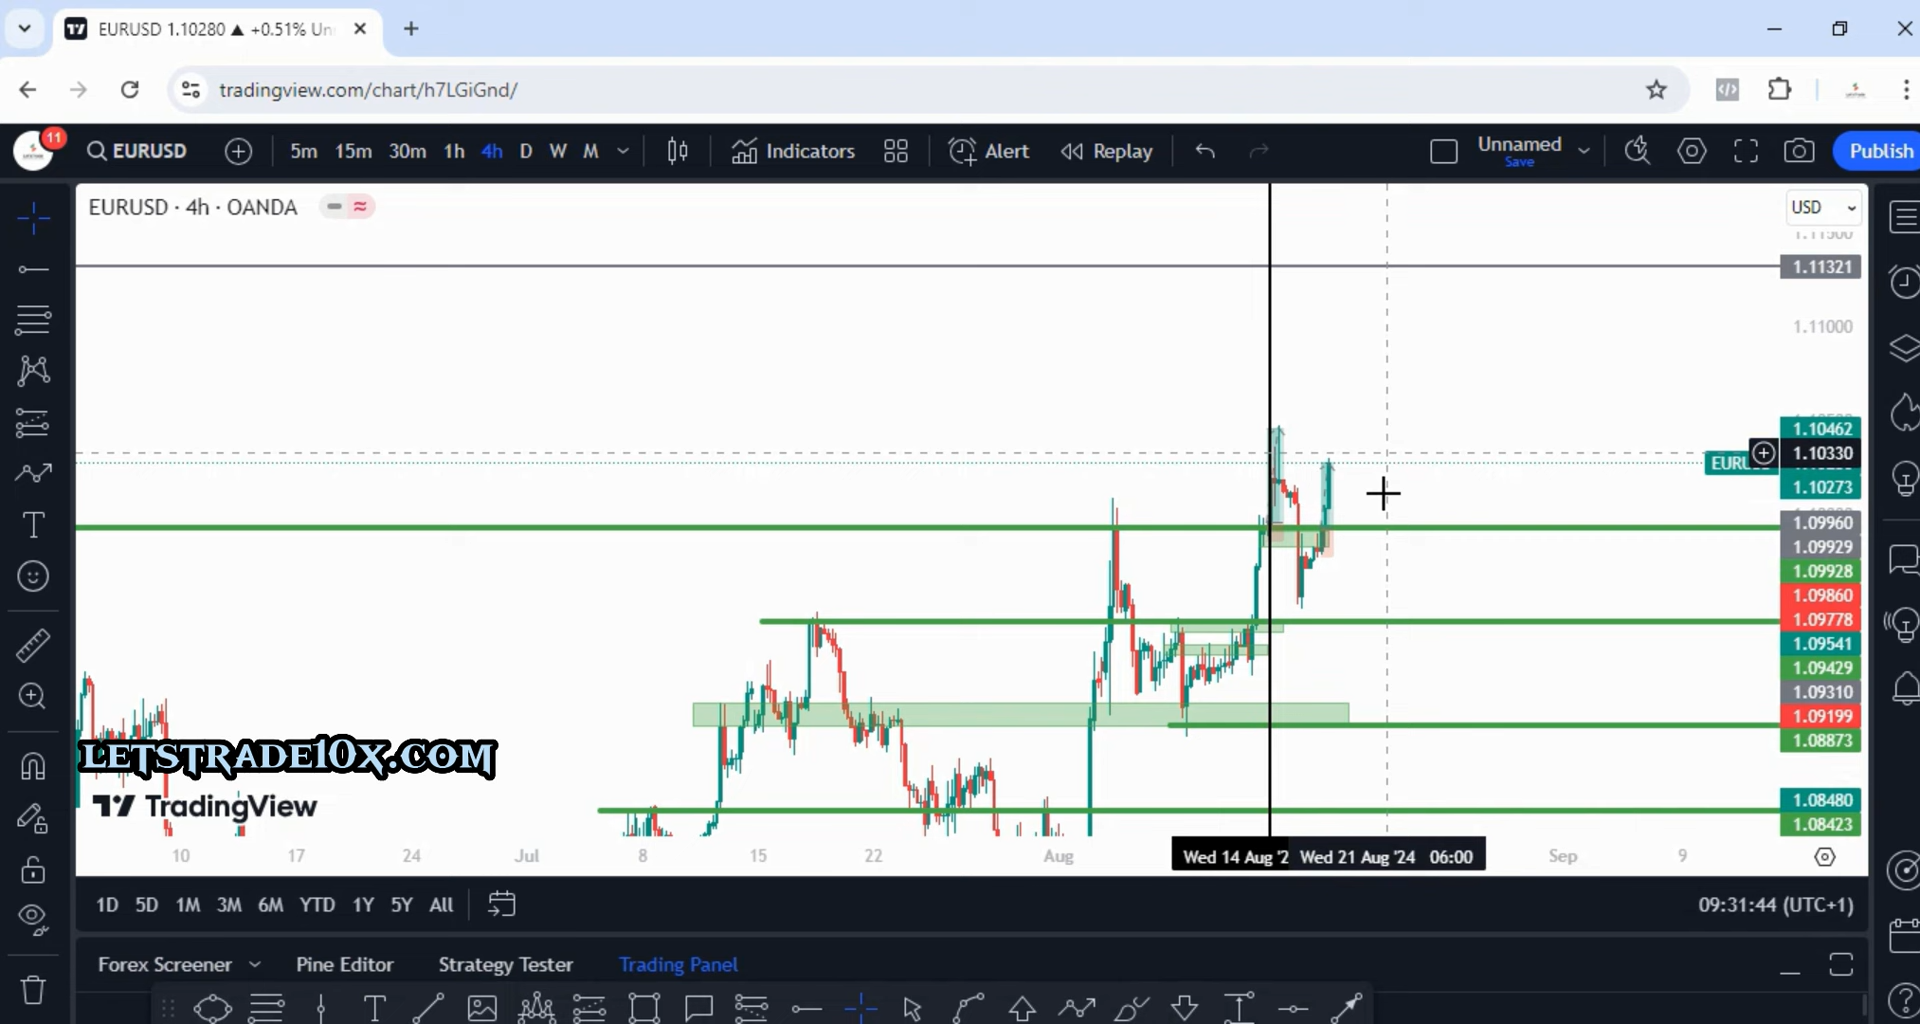 EURUSD 1.10280 ▲ +0.51% Un
tradingview.com/chart/h7LGiGnd/
11
EURUSD
5m 15m 30m 1h 4h D W M
Indicators
Alert
Replay
Unnamed
Save
Publish
EURUSD · 4h · OANDA
USD
1.11500
1.11321
1.11000
1.10462
1.10330
EURU
1.10273
1.09960
1.09929
1.09928
1.09860
1.09778
1.09541
1.09429
1.09310
1.09199
1.08873
1.08480
1.08423
LETSTRADE10X.COM
TradingView
10 17 24 Jul 8 15 22 Aug
Wed 14 Aug '2
Wed 21 Aug '24 06:00
Sep 9
1D 5D 1M 3M 6M YTD 1Y 5Y All
09:31:44 (UTC+1)
Forex Screener
Pine Editor
Strategy Tester
Trading Panel